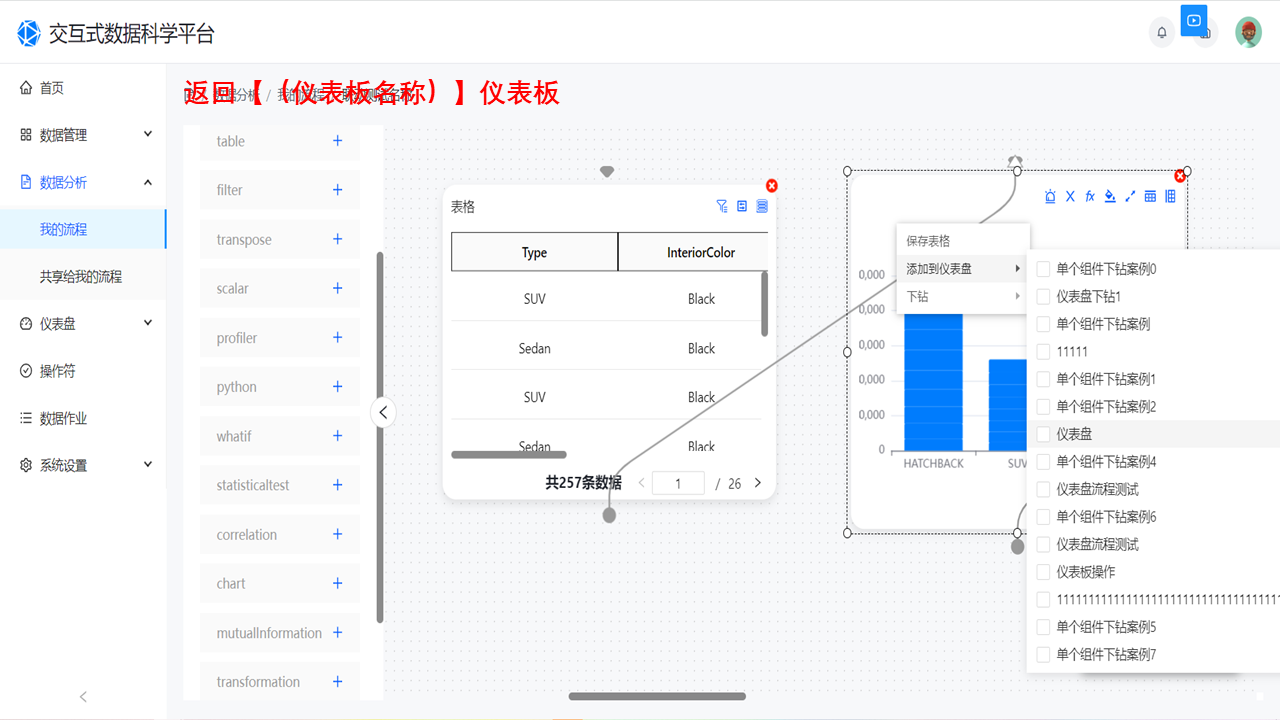 交互式数据科学平台
返回【（仪表板名称）】仪表板
首页
数据管理
数据分析
我的流程
共享给我的流程
仪表盘
操作符
数据作业
系统设置
table
filter
transpose
scalar
profiler
python
whatif
statisticaltest
correlation
chart
mutualInformation
transformation
表格
Type InteriorColor
SUV Black
Sedan Black
SUV Black
Sedan Black
共257条数据 1 / 26
保存表格
添加到仪表盘
下钻
0,000
0,000
0,000
0,000
0,000
0
HATCHBACK SUV
单个组件下钻案例0
仪表盘下钻1
单个组件下钻案例
11111
单个组件下钻案例1
单个组件下钻案例2
仪表盘
单个组件下钻案例4
仪表盘流程测试
单个组件下钻案例6
仪表盘流程测试
仪表板操作
单个组件下钻案例5
单个组件下钻案例7